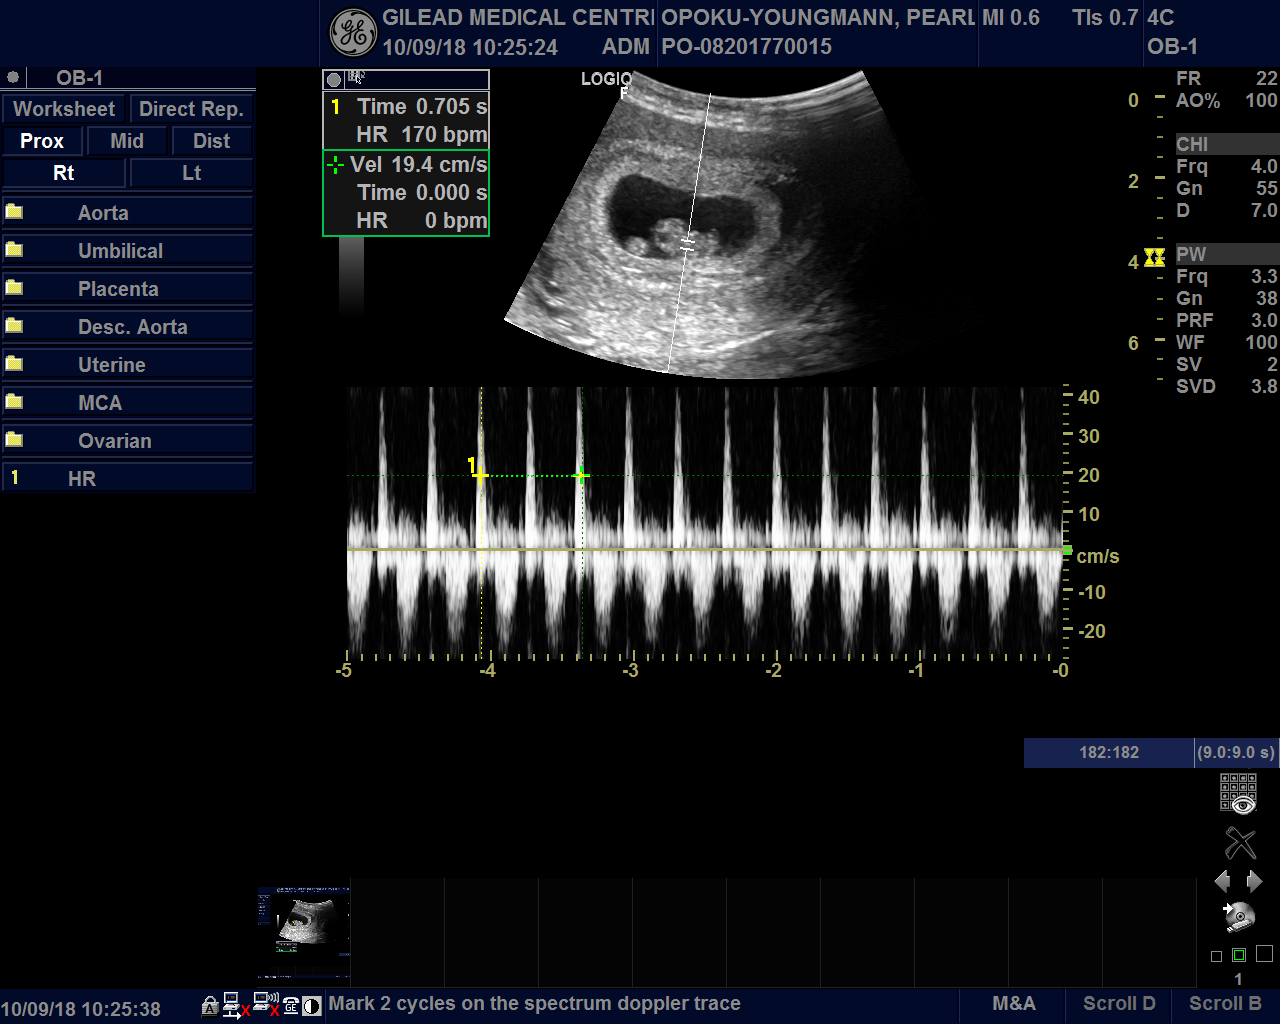 GILEAD MEDICAL CENTR
OPOKU-YOUNGMANN, PEARL
MI 0.6
TIs 0.7
4C
10/09/18 10:25:24
ADM
PO-08201770015
OB-1
OB-1
Worksheet
Direct Rep.
Prox
Mid
Dist
Rt
Lt
Aorta
Umbilical
Placenta
Desc. Aorta
Uterine
MCA
Ovarian
1 HR
1 Time 0.705 s
HR 170 bpm
Vel 19.4 cm/s
Time 0.000 s
HR 0 bpm
LOGIQ
F
0
2
4
6
FR 22
AO% 100
CHI
Frq 4.0
Gn 55
D 7.0
PW
Frq 3.3
Gn 38
PRF 3.0
WF 100
SV 2
SVD 3.8
1
40
30
20
10
cm/s
-10
-20
-5 -4 -3 -2 -1 -0
182:182
(9.0:9.0 s)
1
10/09/18 10:25:38
A
GE
Mark 2 cycles on the spectrum doppler trace
M&A
Scroll D
Scroll B